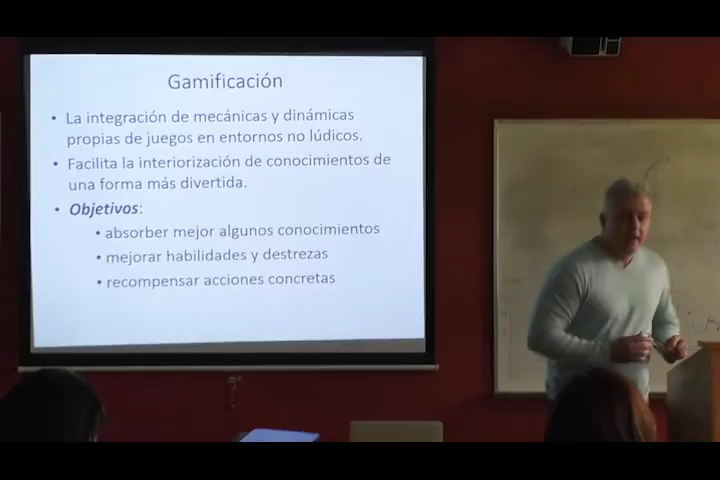 Gamificación
• La integración de mecánicas y dinámicas
propias de juegos en entornos no lúdicos.
• Facilita la interiorización de conocimientos de
una forma más divertida.
• Objetivos:
• absorber mejor algunos conocimientos
• mejorar habilidades y destrezas
• recompensar acciones concretas